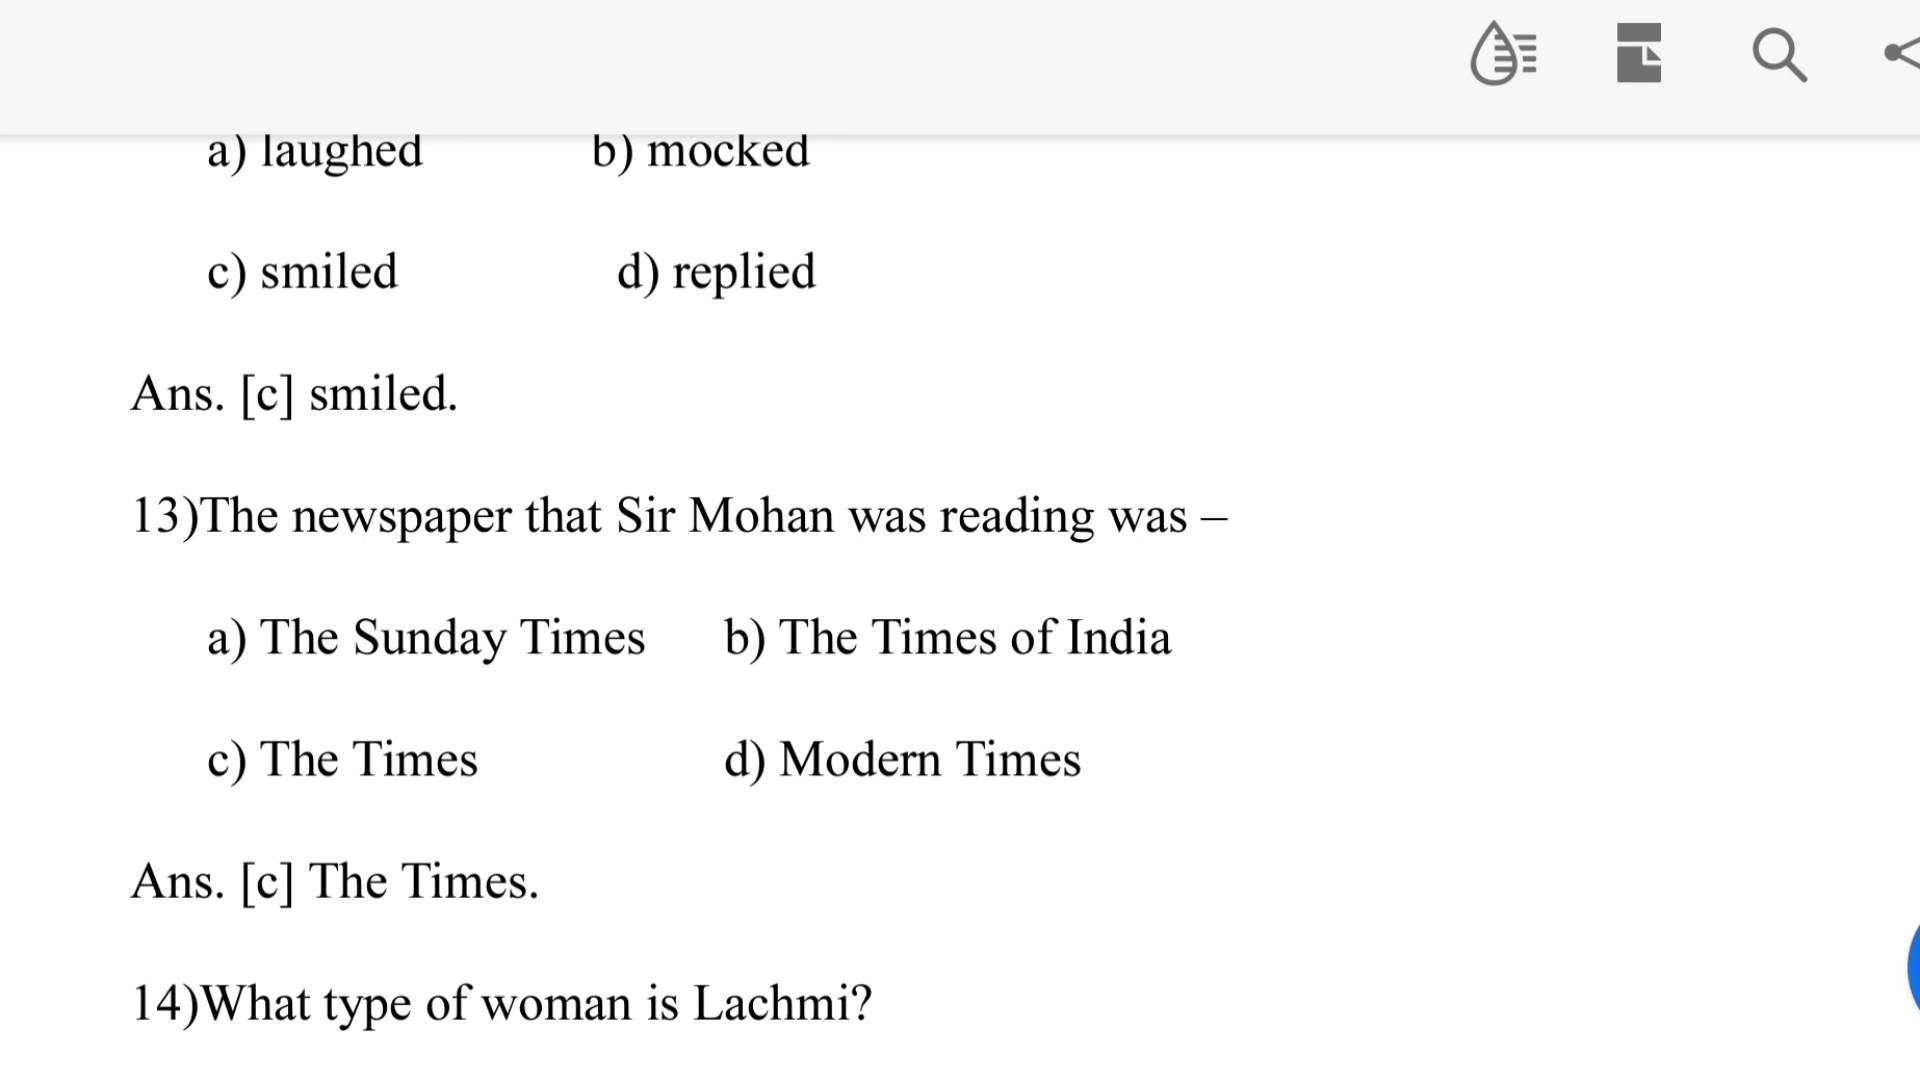 a) laughed b) mocked
c) smiled d) replied
Ans. [c] smiled.
13)The newspaper that Sir Mohan was reading was –
a) The Sunday Times b) The Times of India
c) The Times d) Modern Times
Ans. [c] The Times.
14)What type of woman is Lachmi?